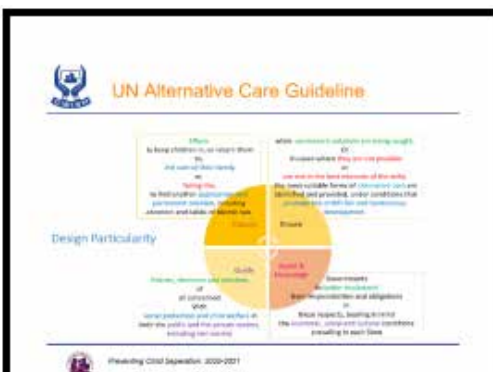 UN Alternative Care Guideline
Efforts
to keep children in, or return them
to
the care of their family
or
failing this,
to find another appropriate and
permanent solution, including
adoption and kafala of Islamic law
while permanent solutions are being sought
or
in cases where they are not possible
or
are not in the best interests of the child,
the most suitable forms of alternative care are
identified and provided, under conditions that
promote the child's full and harmonious
development
Ensure
Design Particularity
Guide
Policies, decisions and activities
of
all concerned
With
social protection and child welfare in
both the public and the private sectors,
including civil society
Assist &
Encourage
Governments
to
their responsibilities and obligations
in
these respects, bearing in mind
the economic, social and cultural conditions
prevailing in each State
Preventing Child Separation 2020-2021